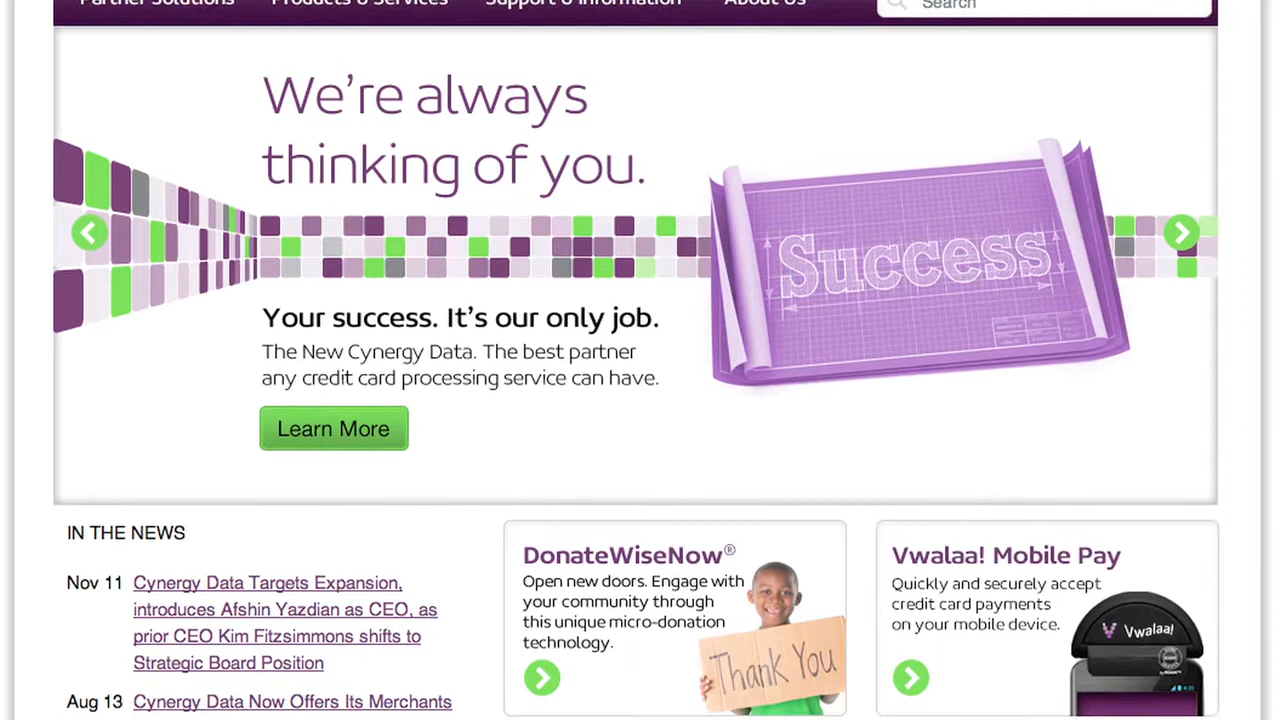 Partner Solutions Products & Services Support & Information About Us Search
We're always
thinking of you.
Success
Your success. It's our only job.
The New Cynergy Data. The best partner
any credit card processing service can have.
Learn More
IN THE NEWS
Nov 11 Cynergy Data Targets Expansion,
introduces Afshin Yazdian as CEO, as
prior CEO Kim Fitzsimmons shifts to
Strategic Board Position
Aug 13 Cynergy Data Now Offers Its Merchants
DonateWiseNow®
Open new doors. Engage with
your community through
this unique micro-donation
technology.
Thank You
Vwalaa! Mobile Pay
Quickly and securely accept
credit card payments
on your mobile device.
Vwalaa!